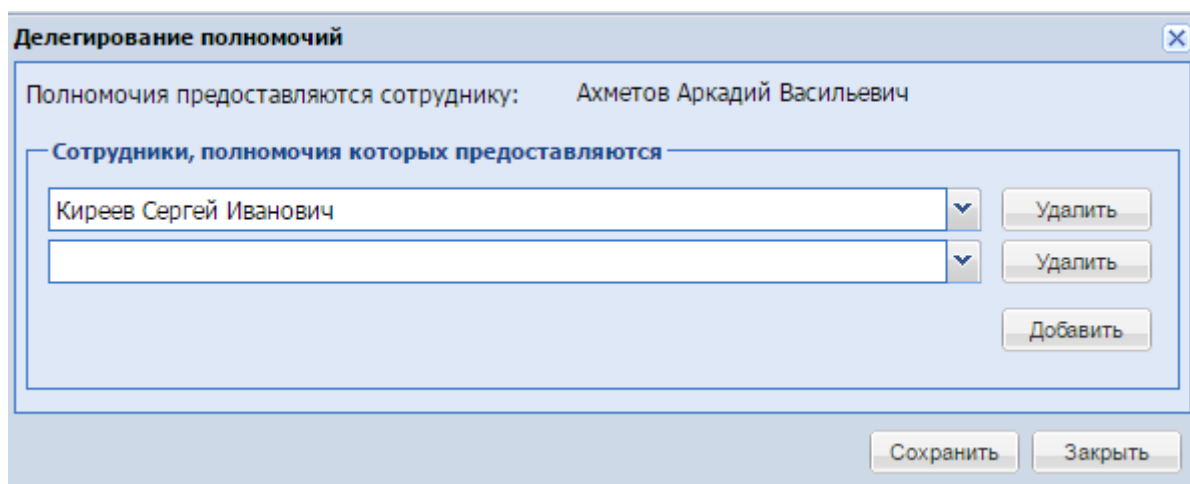 Делегирование полномочий
Полномочия предоставляются сотруднику: Ахметов Аркадий Васильевич
Сотрудники, полномочия которых предоставляются
Киреев Сергей Иванович Удалить
Удалить
Добавить
Сохранить Закрыть